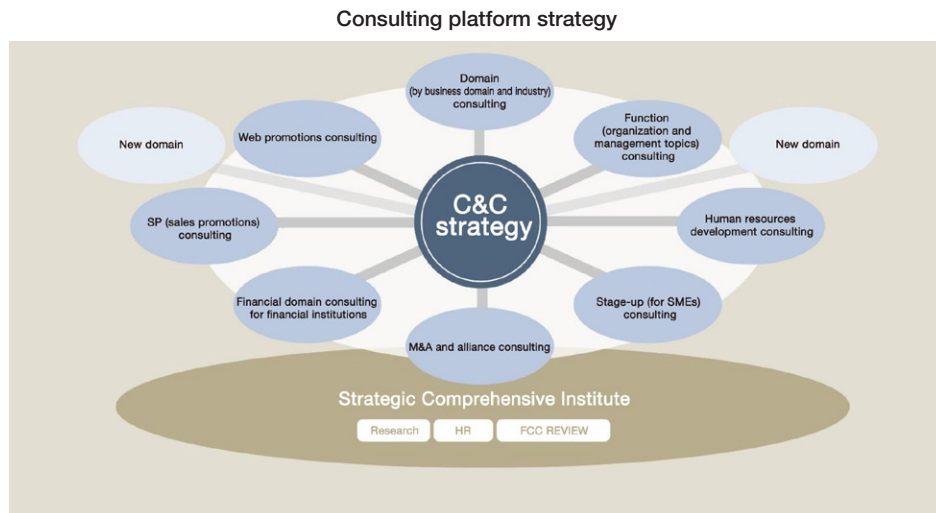 Consulting platform strategy
Domain
(by business domain and industry)
consulting
Web promotions consulting
Function
(organization and
management topics)
consulting
New domain
New domain
C&C
strategy
SP (sales promotions)
consulting
Human resources
development consulting
Financial domain consulting
for financial institutions
Stage-up (for SMEs)
consulting
M&A and alliance consulting
Strategic Comprehensive Institute
Research
HR
FCC REVIEW